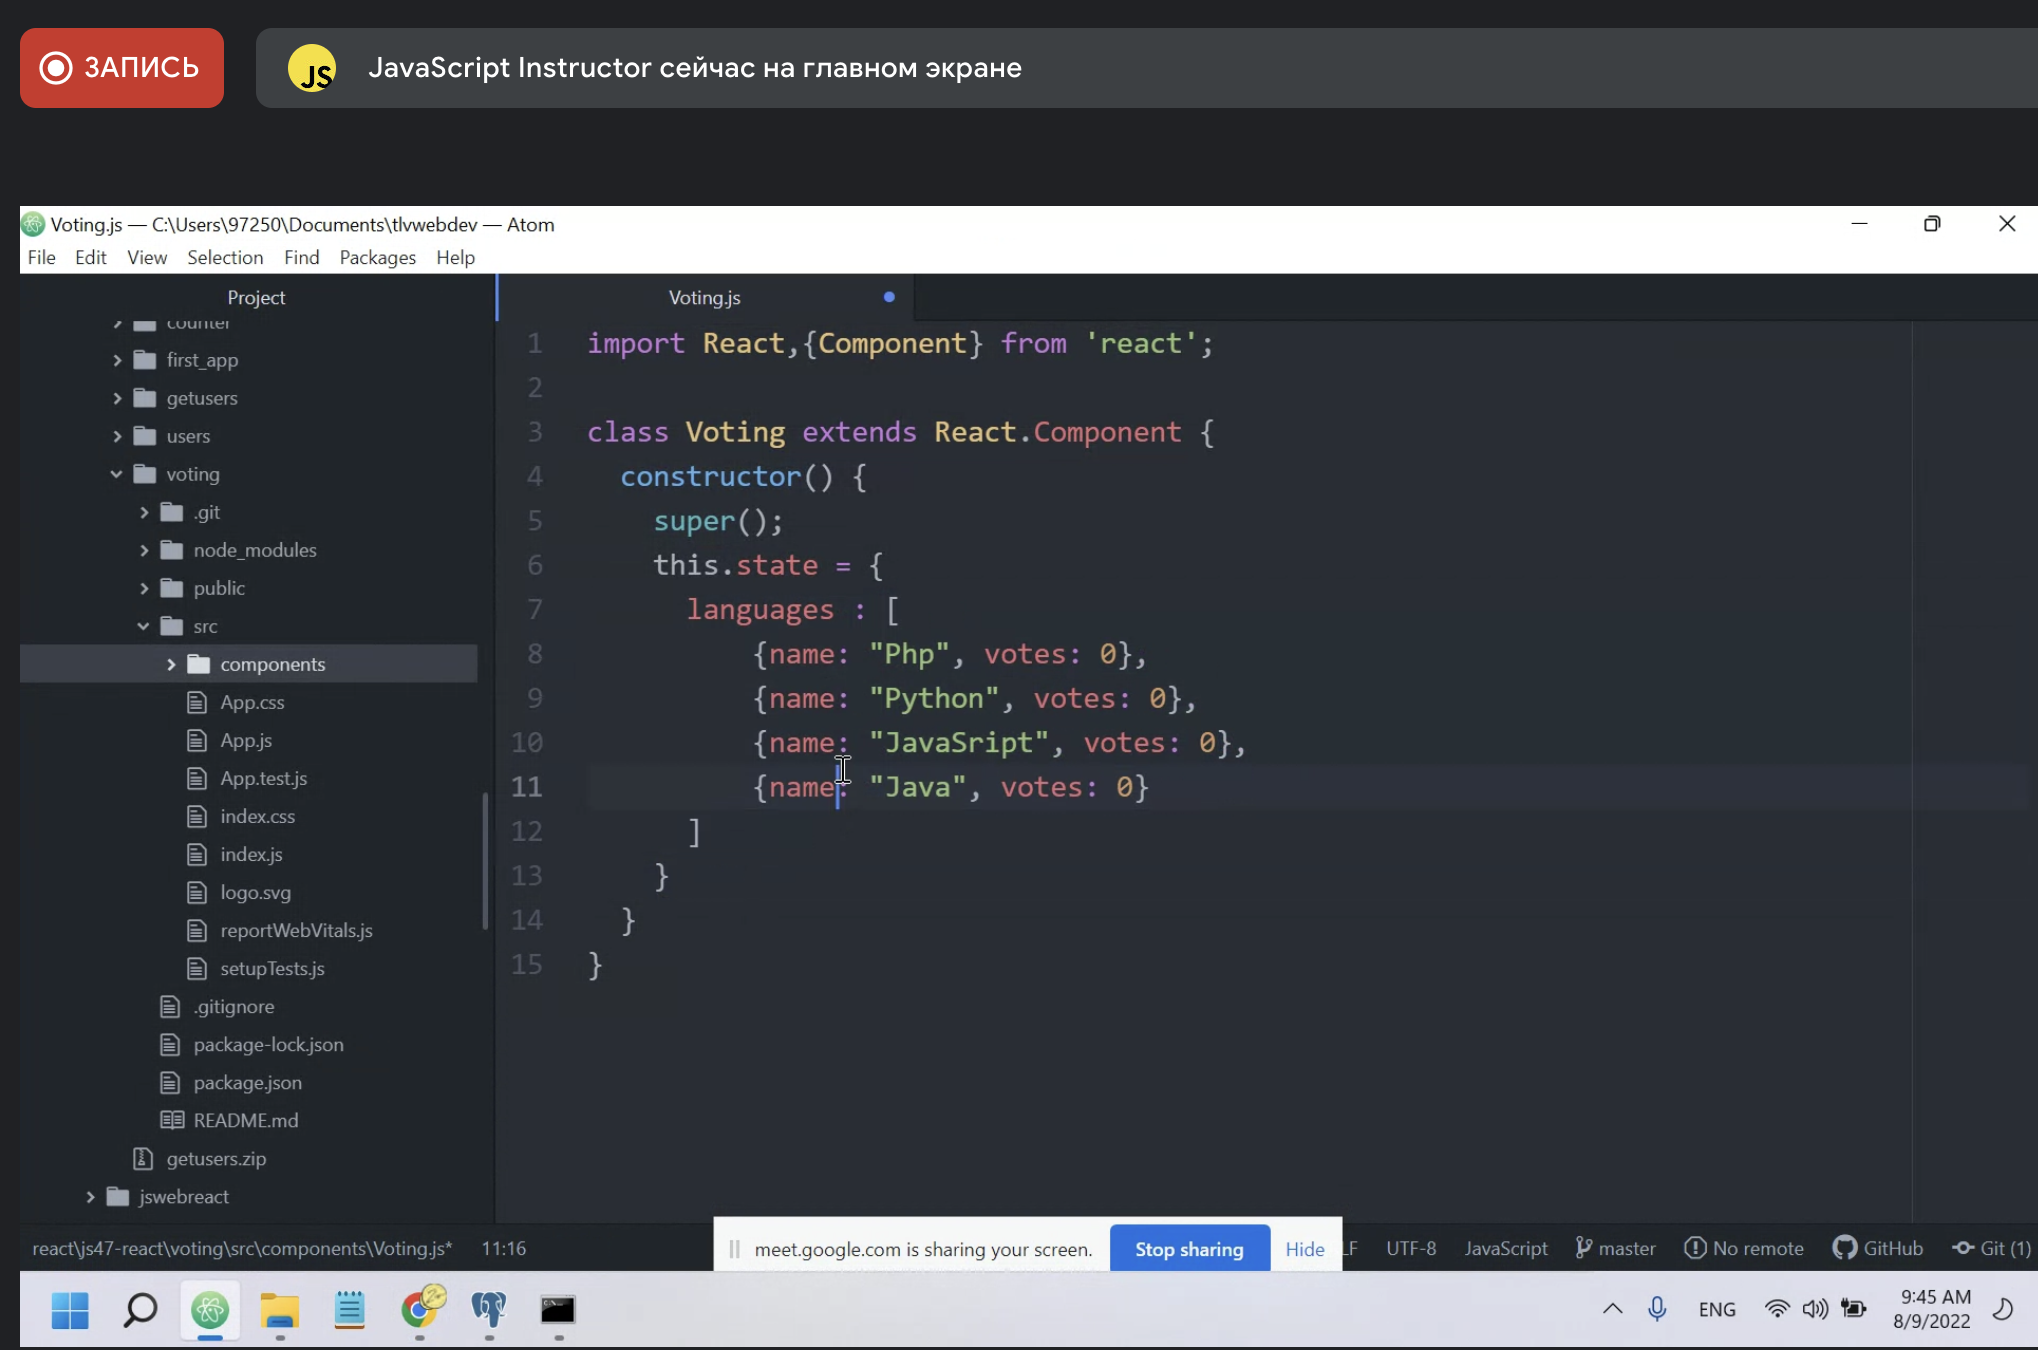 ЗАПИСЬ
JS
JavaScript Instructor сейчас на главном экране
Voting.js — C:\Users\97250\Documents\tlvwebdev — Atom
File Edit View Selection Find Packages Help
Project
counter
first_app
getusers
users
voting
.git
node_modules
public
src
components
App.css
App.js
App.test.js
index.css
index.js
logo.svg
reportWebVitals.js
setupTests.js
.gitignore
package-lock.json
package.json
README.md
getusers.zip
jswebreact
Voting.js
1 import React,{Component} from 'react';
2
3 class Voting extends React.Component {
4 constructor() {
5 super();
6 this.state = {
7 languages : [
8 {name: "Php", votes: 0},
9 {name: "Python", votes: 0},
10 {name: "JavaSript", votes: 0},
11 {name: "Java", votes: 0}
12 ]
13 }
14 }
15 }
react\js47-react\voting\src\components\Voting.js* 11:16
meet.google.com is sharing your screen. Stop sharing Hide
LF UTF-8 JavaScript master No remote GitHub Git (1)
ENG
9:45 AM
8/9/2022